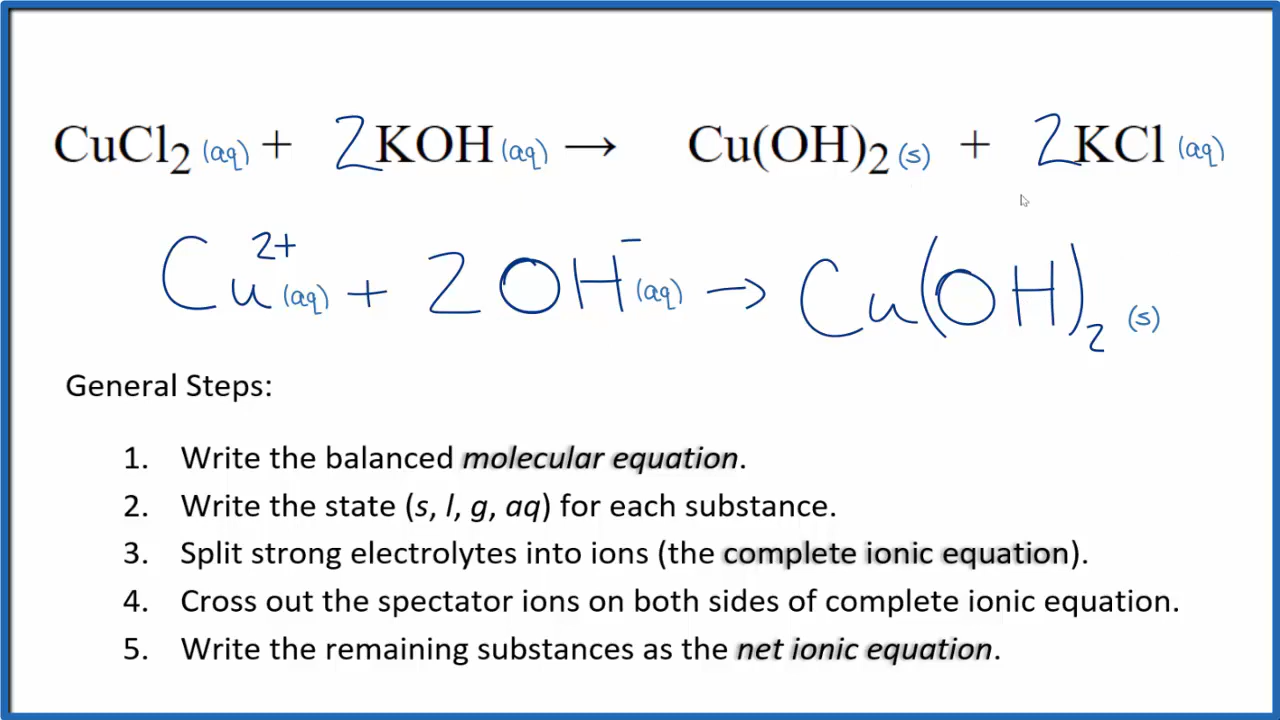 CuCl₂ (aq) + 2KOH (aq) → Cu(OH)₂ (s) + 2KCl (aq)
Cu²⁺ (aq) + 2OH⁻ (aq) → Cu(OH)₂ (s)
General Steps:
1. Write the balanced molecular equation.
2. Write the state (s, l, g, aq) for each substance.
3. Split strong electrolytes into ions (the complete ionic equation).
4. Cross out the spectator ions on both sides of complete ionic equation.
5. Write the remaining substances as the net ionic equation.